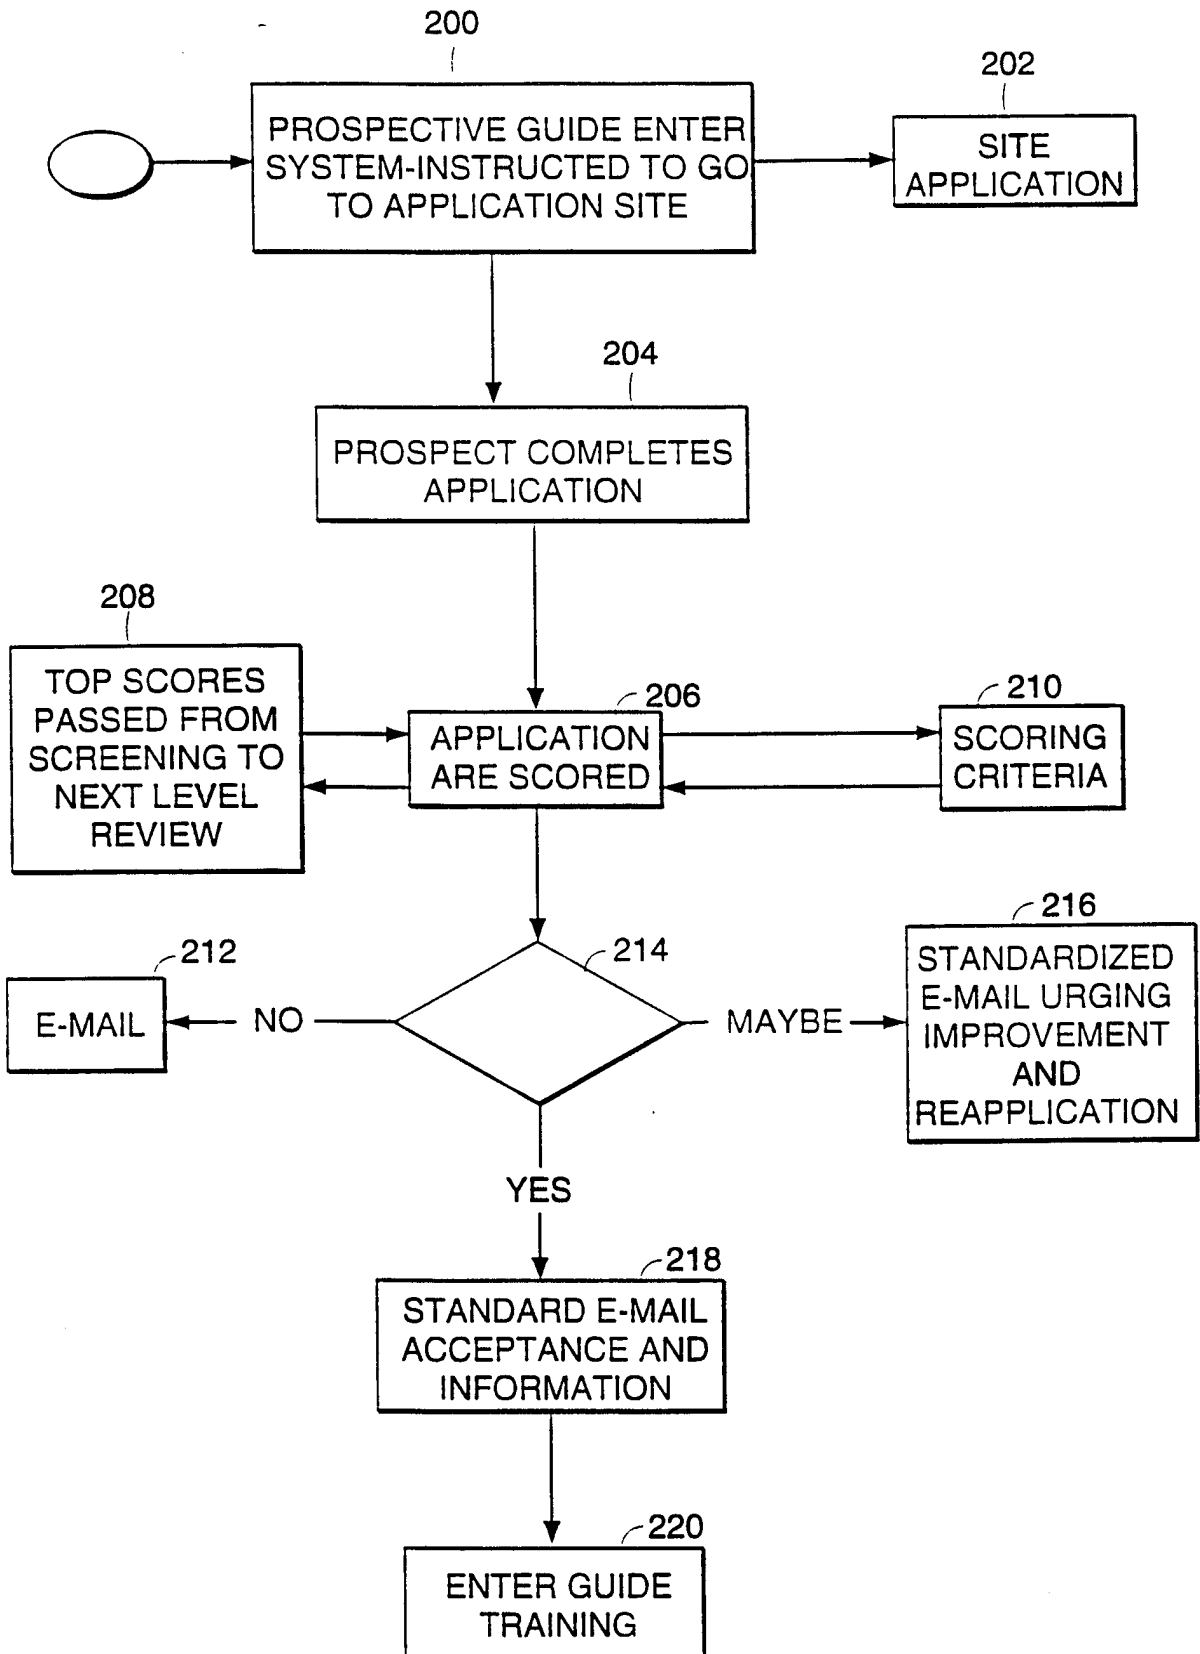 200
PROSPECTIVE GUIDE ENTER
SYSTEM-INSTRUCTED TO GO
TO APPLICATION SITE
202
SITE
APPLICATION
204
PROSPECT COMPLETES
APPLICATION
208
TOP SCORES
PASSED FROM
SCREENING TO
NEXT LEVEL
REVIEW
206
APPLICATION
ARE SCORED
210
SCORING
CRITERIA
212
E-MAIL
NO
214
MAYBE
216
STANDARDIZED
E-MAIL URGING
IMPROVEMENT
AND
REAPPLICATION
YES
218
STANDARD E-MAIL
ACCEPTANCE AND
INFORMATION
220
ENTER GUIDE
TRAINING